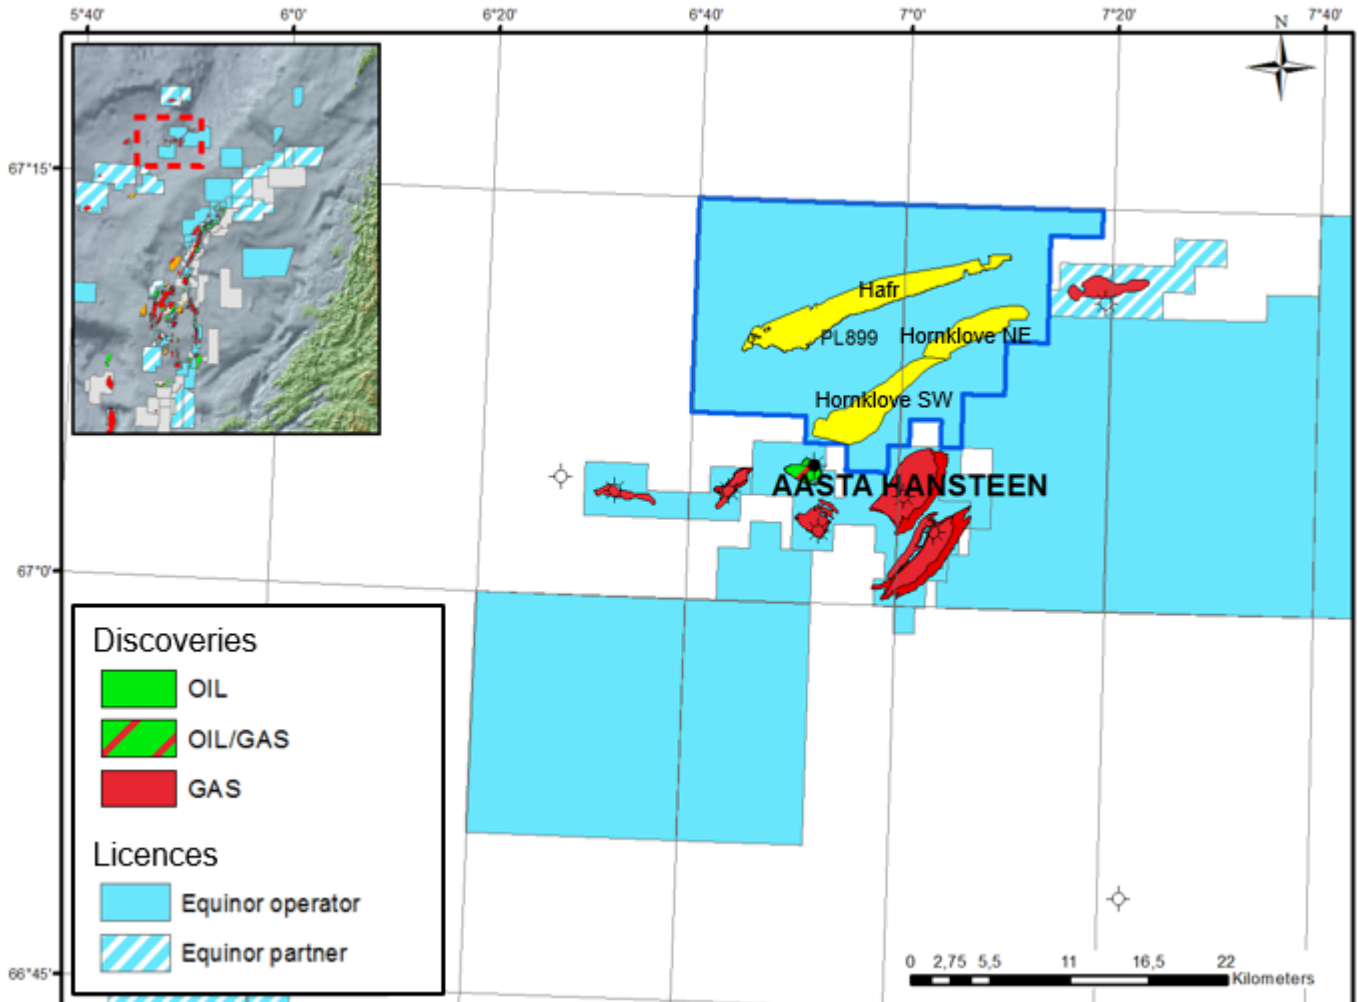 5°40'
6°0'
6°20'
6°40'
7°0'
7°20'
7°40'
N
67°15'
Hafr
PL899
Hornklove NE
Hornklove SW
AASTA HANSTEEN
67°0'
Discoveries
OIL
OIL/GAS
GAS
Licences
Equinor operator
Equinor partner
66°45'
0 2,75 5,5 11 16,5 22
Kilometers